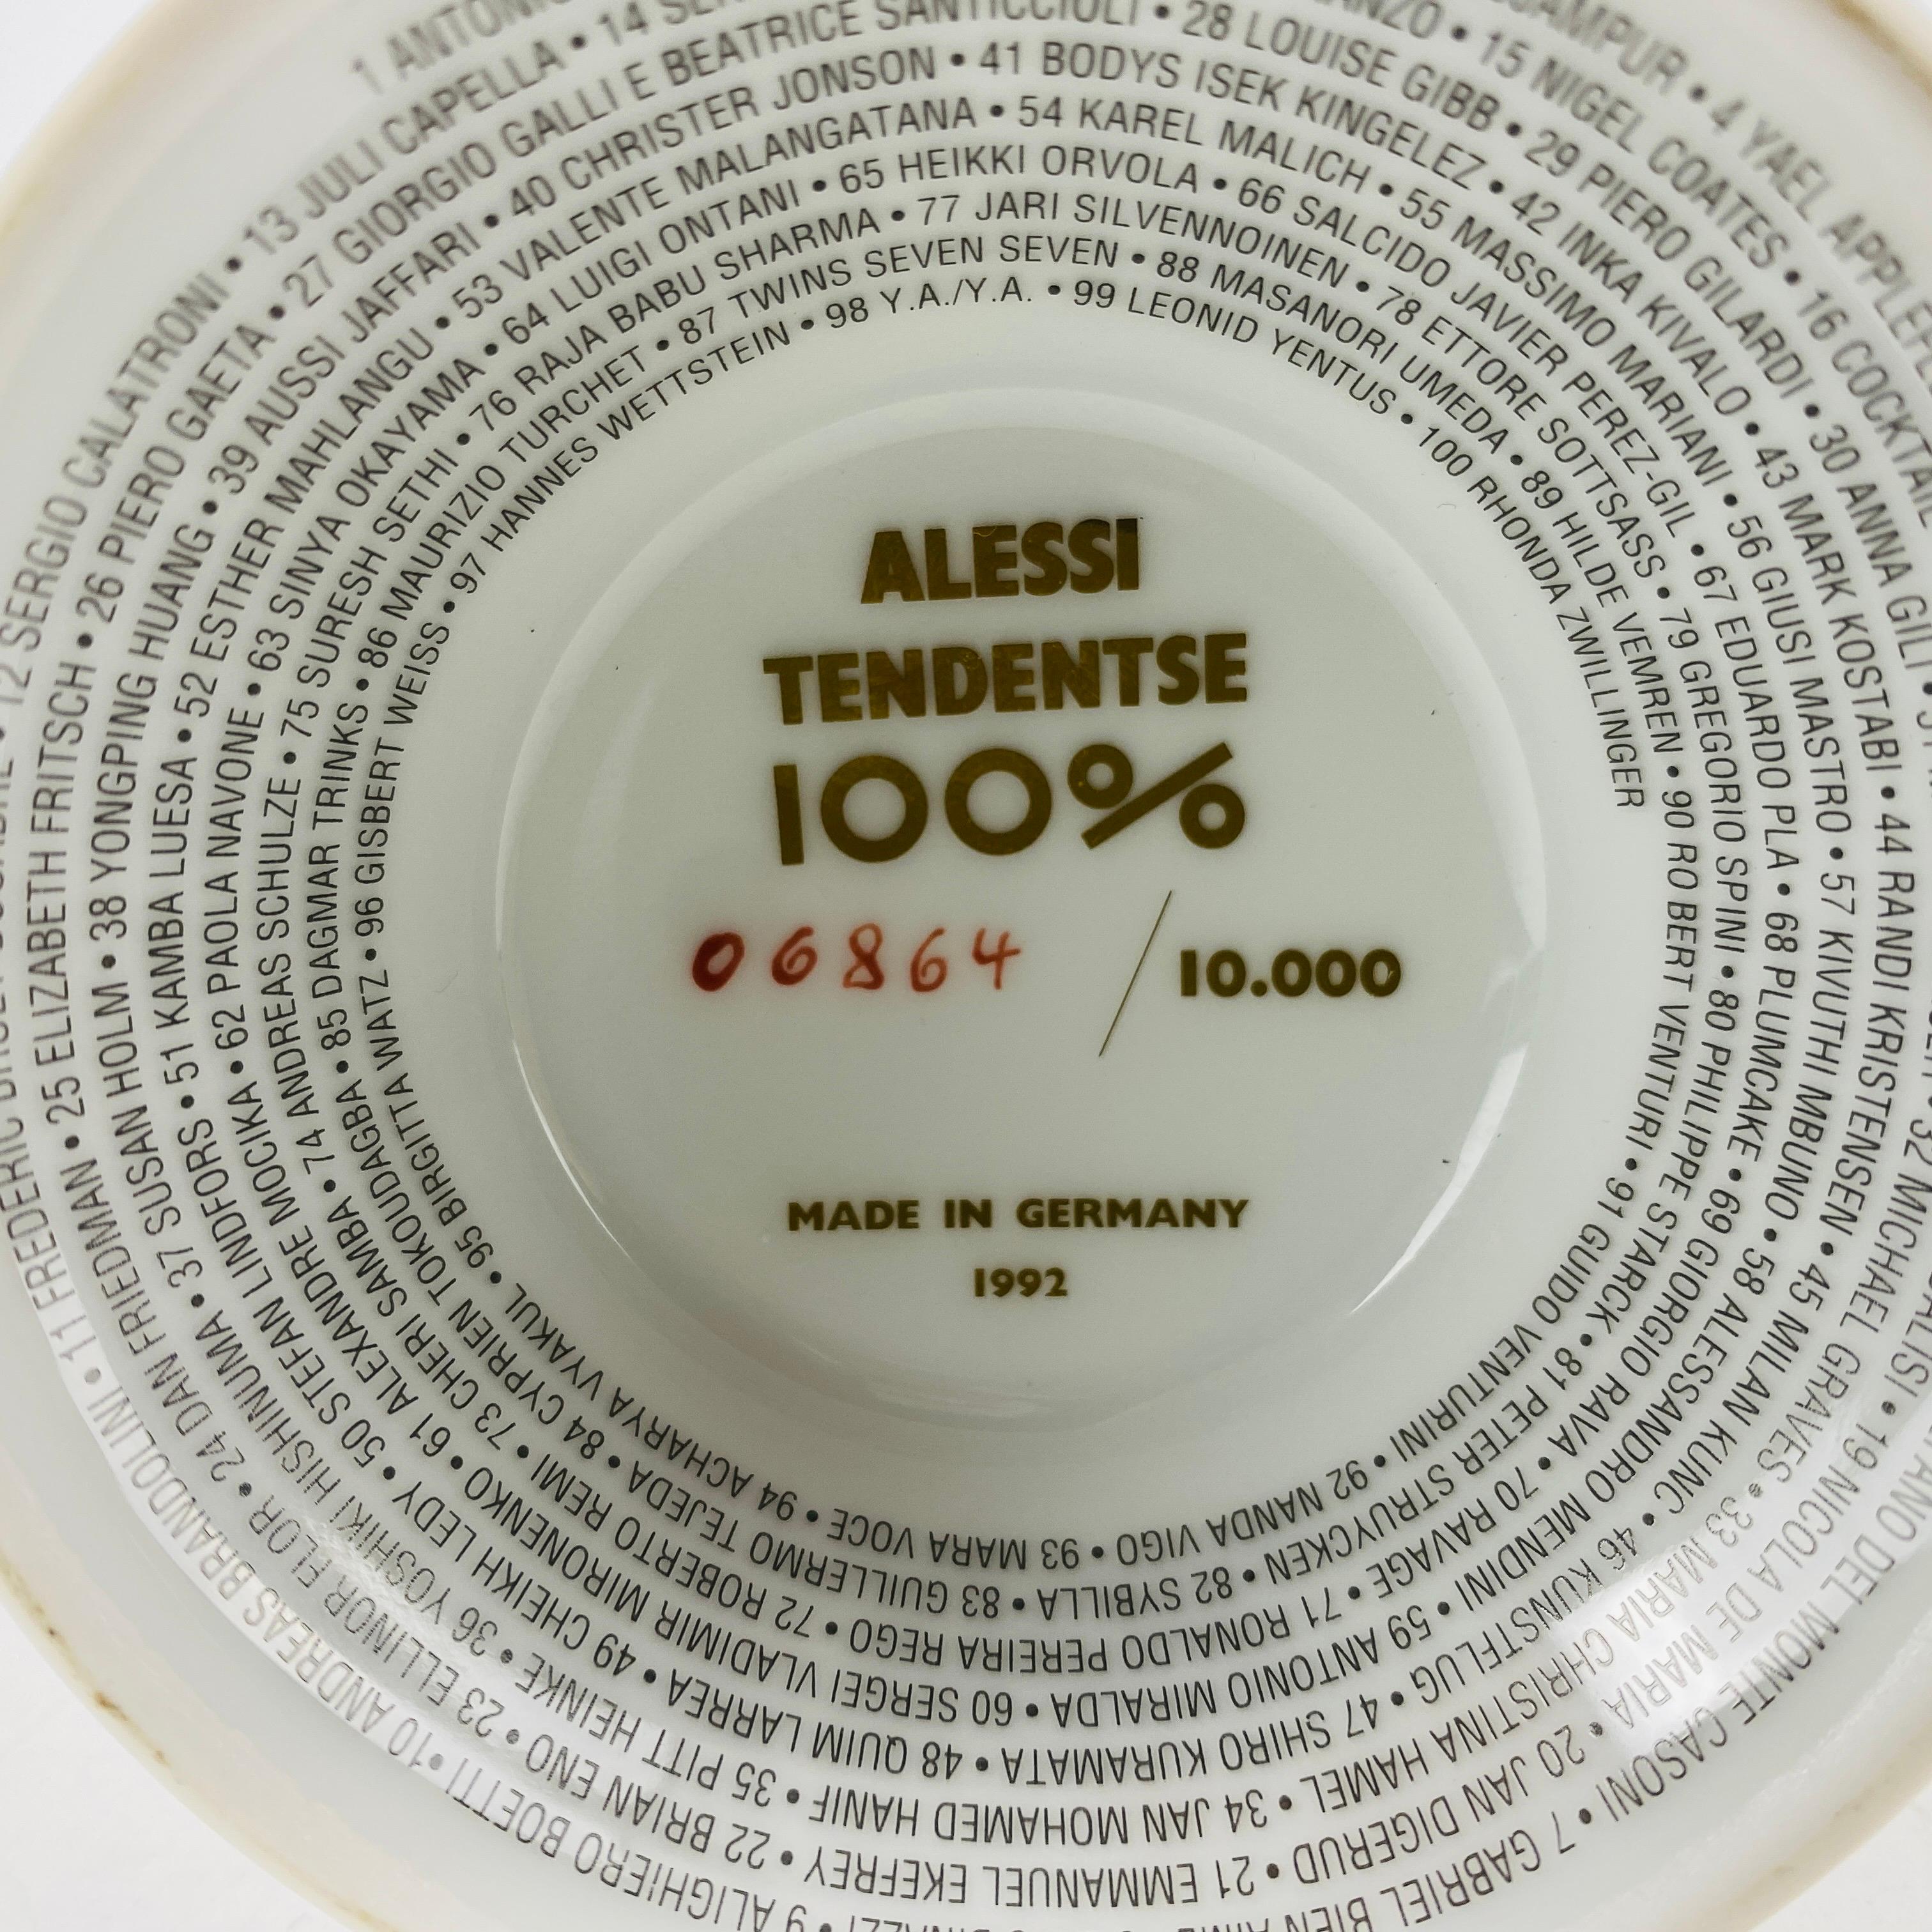 1 ANTONIO
4 YAEL
7 GABRIEL BIEN
9 ALIGHIERO BOETTI • 10 ANDREAS BRANDOLINI • 11 FREDERIC
12 SERGIO CALATRONI • 13 JULI CAPELLA • 14
15 NIGEL COATES • 16 COCKTAIL
DEL MONTE CASONI
19 NICOLA DE MARIA • 20 JAN DIGERUD • 21 EMMANUEL EKEFREY • 22 BRIAN ENO • 23 ELLINOR FLOR • 24 DAN FRIEDMAN • 25 ELIZABETH FRITSCH • 26 PIERO GAETA • 27 GIORGIO GALLI E BEATRICE SANTICCIOLI • 28 LOUISE GIBB • 29 PIERO GILARDI • 30 ANNA GILI •
32 MICHAEL GRAVES • 33 MARIA CHRISTINA HAMEL • 34 JAN MOHAMED HANIF • 35 PITT HEINKE • 36 YOSHIKI HISHINUMA • 37 SUSAN HOLM • 38 YONGPING HUANG • 39 AUSSI JAFFARI • 40 CHRISTER JONSON • 41 BODYS ISEK KINGELEZ • 42 INKA KIVALO • 43 MARK KOSTABI • 44 RANDI KRISTENSEN • 45 MILAN KUNC • 46 KUNSTFLUG • 47 SHIRO KURAMATA • 48 QUIM LARREA • 49 CHEIKH LEDY • 50 STEFAN LINDFORS • 51 KAMBA LUESA • 52 ESTHER MAHLANGU • 53 VALENTE MALANGATANA • 54 KAREL MALICH • 55 MASSIMO MARIANI • 56 GIUSI MASTRO • 57 KIVUTHI MBUNO • 58 ALESSANDRO MENDINI • 59 ANTONIO MIRALDA • 60 SERGEI VLADIMIR MIRONENKO • 61 ALEXANDRE MOCIKA • 62 PAOLA NAVONE • 63 SINYA OKAYAMA • 64 LUIGI ONTANI • 65 HEIKKI ORVOLA • 66 SALCIDO JAVIER PEREZ-GIL • 67 EDUARDO PLA • 68 PLUMCAKE • 69 GIORGIO RAVA • 70 RAVAGE • 71 RONALDO PEREIRA REGO • 72 ROBERTO REMI • 73 CHERI SAMBA • 74 ANDREAS SCHULZE • 75 SURESH SETHI • 76 RAJA BABU SHARMA • 77 JARI SILVENNOINEN • 78 ETTORE SOTTSASS • 79 GREGORIO SPINI • 80 PHILIPPE STARCK • 81 PETER STRUYCKEN • 82 SYBILLA • 83 GUILLERMO TEJEDA • 84 CYPRIEN TOKOUDAGBA • 85 DAGMAR TRINKS • 86 MAURIZIO TURCHET • 87 TWINS SEVEN SEVEN • 88 MASANORI UMEDA • 89 HILDE VEMREN • 90 RO BERT VENTURI • 91 GUIDO VENTURINI • 92 NANDA VIGO • 93 MARA VOCE • 94 ACHARYA VYAKUL • 95 BIRGITTA WATZ • 96 GISBERT WEISS • 97 HANNES WETTSTEIN • 98 Y.A./Y.A. • 99 LEONID YENTUS • 100 RHONDA ZWILLINGER
ALESSI
TENDENTSE
100%
06864 / 10.000
MADE IN GERMANY
1992